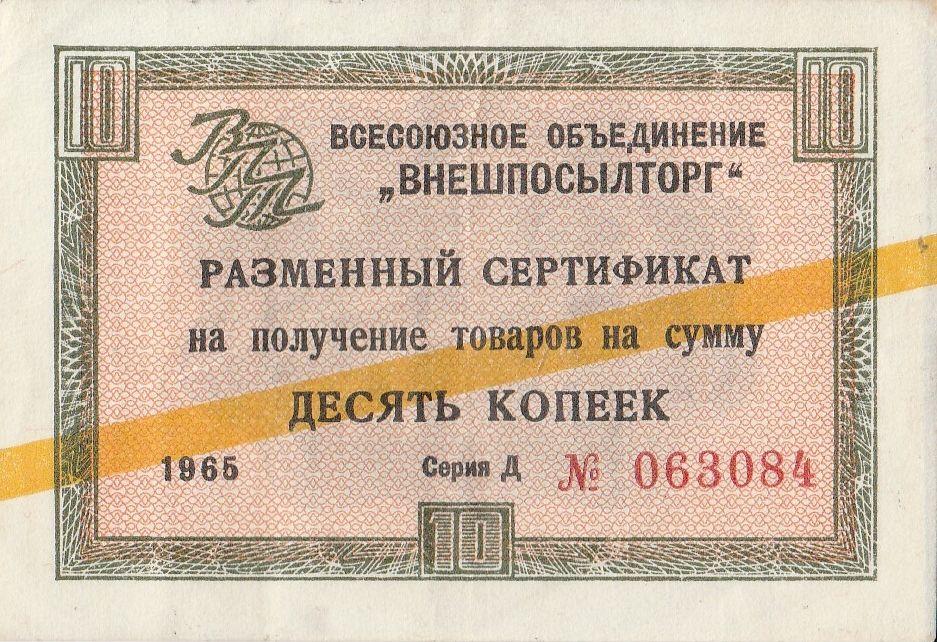 10 10
ВПТ
ВСЕСОЮЗНОЕ ОБЪЕДИНЕНИЕ
„ВНЕШПОСЫЛТОРГ“
РАЗМЕННЫЙ СЕРТИФИКАТ
на получение товаров на сумму
ДЕСЯТЬ КОПЕЕК
1965 Серия Д № 063084
10